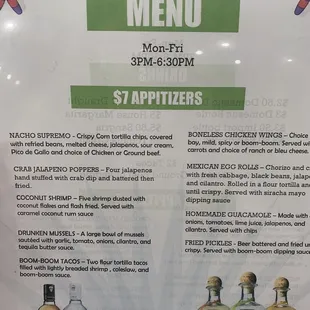 MENU
Mon-Fri
3PM-6:30PM
$7 APPITIZERS
NACHO SUPREMO - Crispy Corn tortilla chips, covered
with refried beans, melted cheese, jalapenos, sour cream,
Pico de Gallo and choice of Chicken or Ground beef.
CRAB JALAPENO POPPERS - Four jalapenos
hand stuffed with crab dip and battered then
fried.
COCONUT SHRIMP - Five shrimp dusted with
coconut flakes and flash fried. Served with
caramel coconut rum sauce
DRUNKEN MUSSELS - A large bowl of mussels
sautéed with garlic, tomato, onions, cilantro, and
tequila butter sauce.
BOOM-BOOM TACOS - Two flour tortilla tacos
filled with lightly breaded shrimp, coleslaw, and
boom-boom sauce.
BONELESS CHICKEN WINGS - Choice
bay, mild, spicy or boom-boom. Served
carrots and choice of ranch or bleu cheese.
MEXICAN EGG ROLLS - Chorizo and
with fresh cabbage, black beans,
and cilantro. Rolled in a flour tortilla and
until crispy. Served with siracha mayo
dipping sauce
HOMEMADE GUACAMOLE - Made with
onions, tomatoes, lime juice, jalapenos, and
cilantro. Served with chips
FRIED PICKLES - Beer battered and fried
crispy. Served with boom-boom dipping